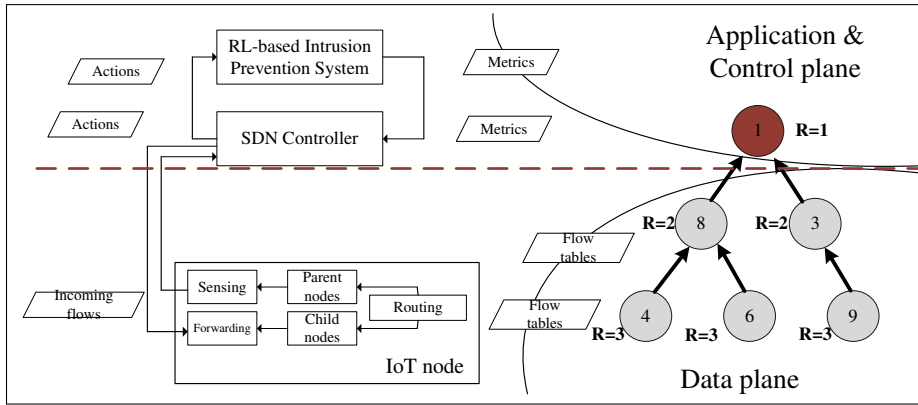 RL-based Intrusion
Prevention System
Actions
Metrics
Application &
Control plane
Actions
SDN Controller
Metrics
1
R=1
R=2
8
R=2
3
Flow
tables
Sensing
Parent
nodes
Incoming
flows
Routing
Forwarding
Child
nodes
Flow
tables
4
6
9
R=3
R=3
R=3
IoT node
Data plane